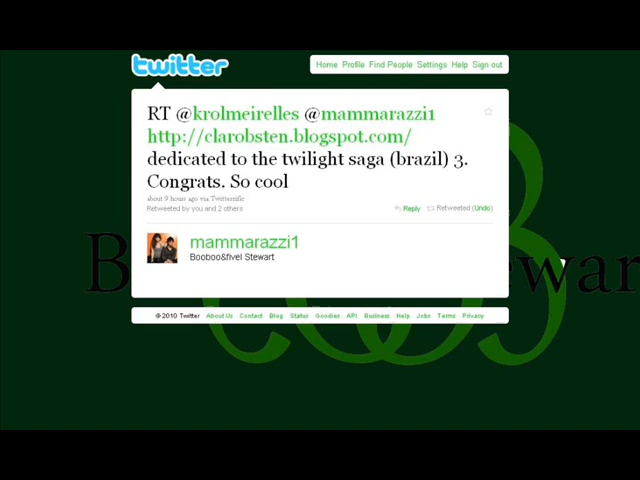 twitter
Home Profile Find People Settings Help Sign out
RT @krolmeirelles @mammarazzi1
http://clarobsten.blogspot.com/
dedicated to the twilight saga (brazil) 3.
Congrats. So cool
about 9 hours ago via Twitterrific
Retweeted by you and 2 others
Reply Retweeted (Undo)
mammarazzi1
Booboo&fivel Stewart
© 2010 Twitter About Us Contact Blog Status Goodies API Business Help Jobs Terms Privacy